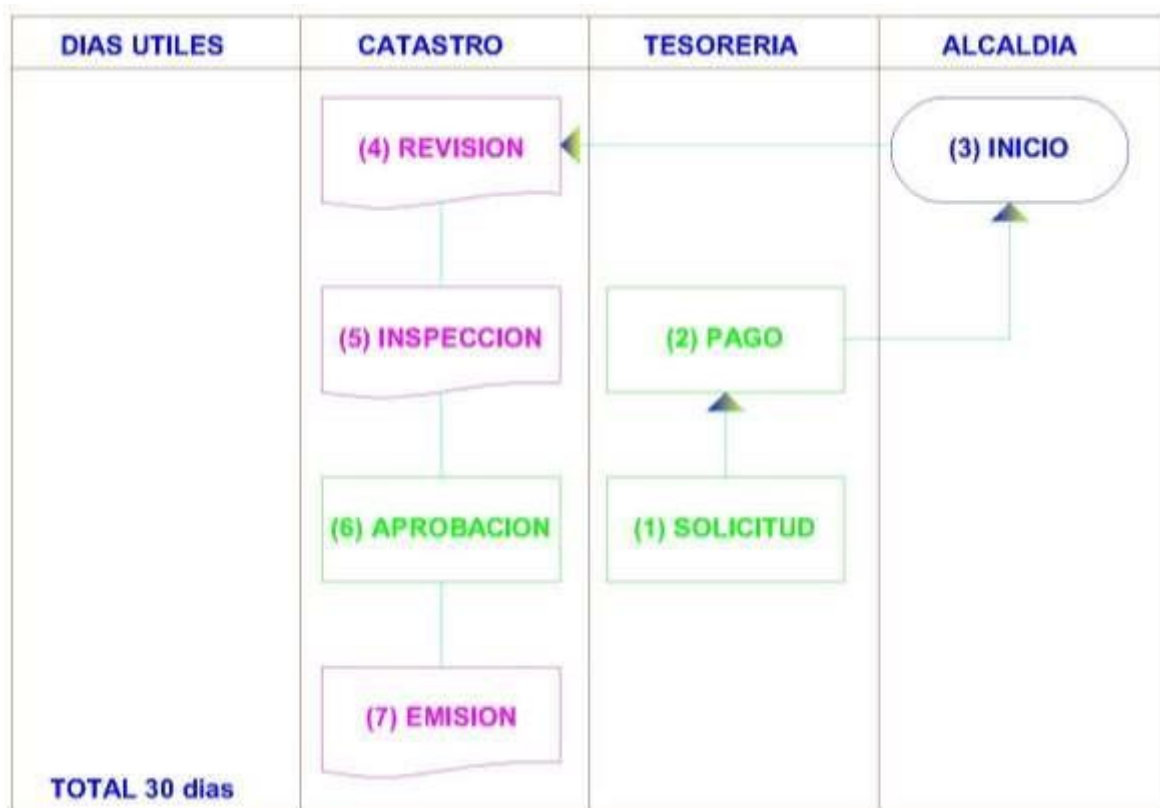 DIAS UTILES
CATASTRO
TESORERIA
ALCALDIA
(4) REVISION
(3) INICIO
(5) INSPECCION
(2) PAGO
(6) APROBACION
(1) SOLICITUD
(7) EMISION
TOTAL 30 dias